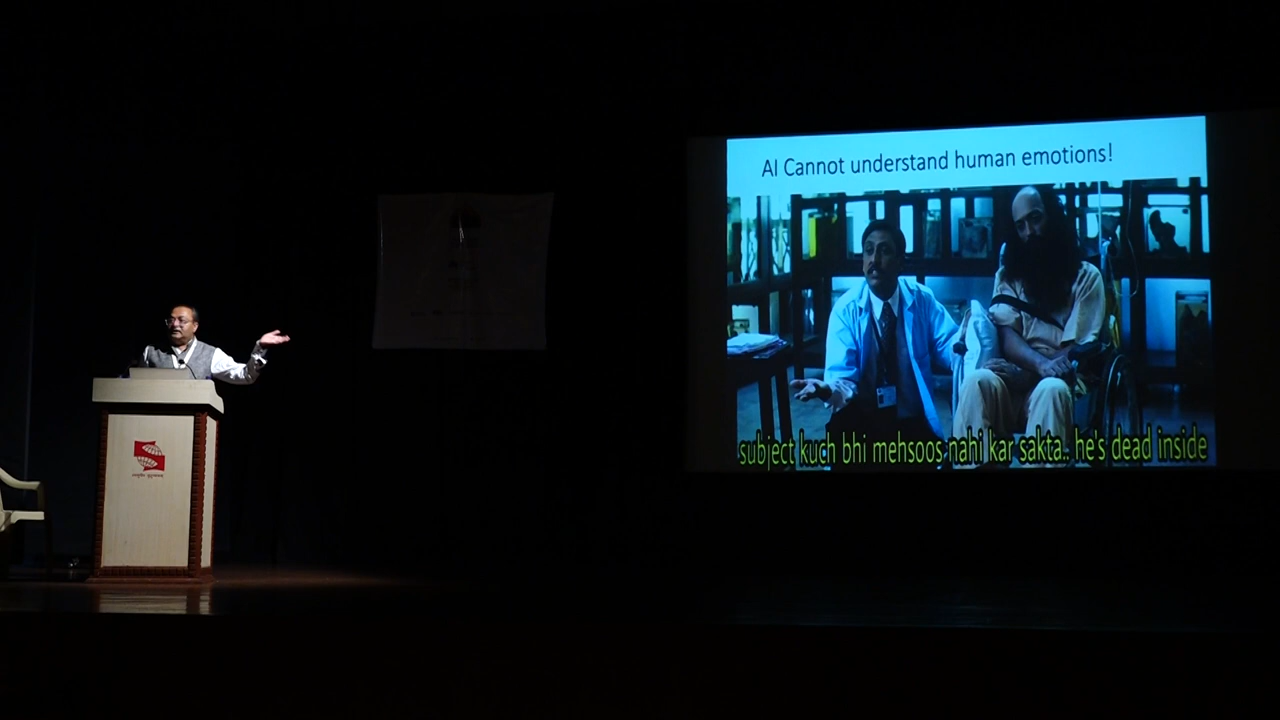 AI Cannot understand human emotions!
subject kuch bhi mehsoos nahi kar sakta.. he's dead inside